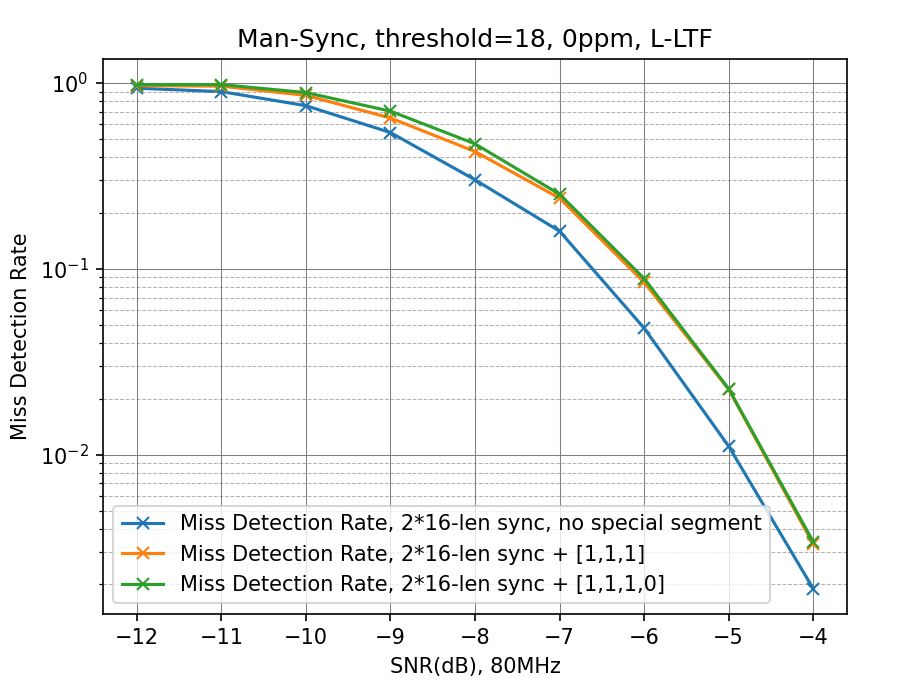 Man-Sync, threshold=18, 0ppm, L-LTF
Miss Detection Rate
10⁰
10⁻¹
10⁻²
Miss Detection Rate, 2*16-len sync, no special segment
Miss Detection Rate, 2*16-len sync + [1,1,1]
Miss Detection Rate, 2*16-len sync + [1,1,1,0]
−12 −11 −10 −9 −8 −7 −6 −5 −4
SNR(dB), 80MHz